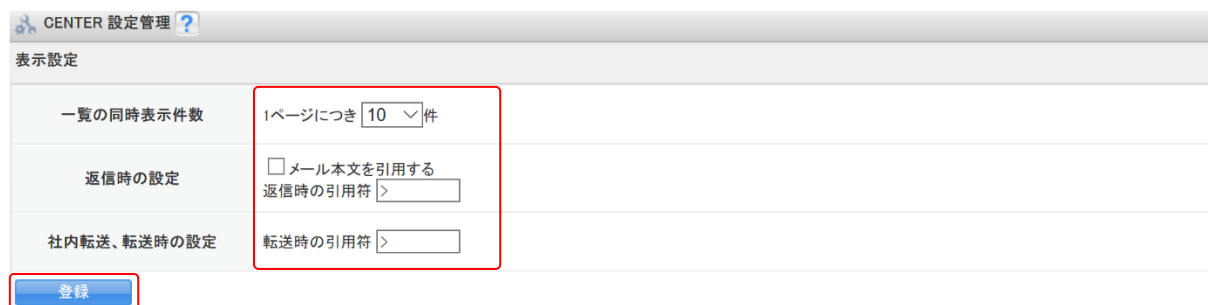 CENTER 設定管理 ?
表示設定
一覧の同時表示件数 1ページにつき 10 件
返信時の設定 メール本文を引用する
返信時の引用符 >
社内転送、転送時の設定 転送時の引用符 >
登録